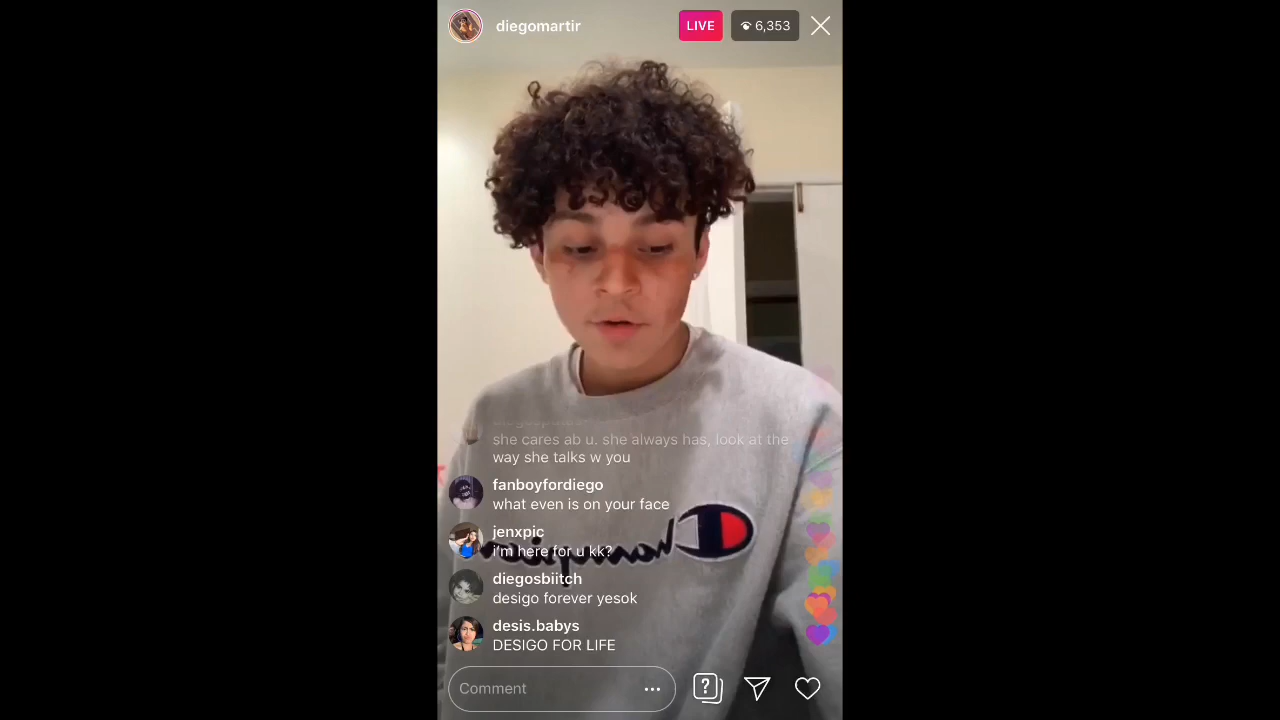 diegomartir
LIVE
6,353
she cares ab u. she always has, look at the
way she talks w you
fanboyfordiego
what even is on your face
jenxpic
i'm here for u kk?
Champion
diegosbiitch
desigo forever yesok
desis.babys
DESIGO FOR LIFE
Comment
?